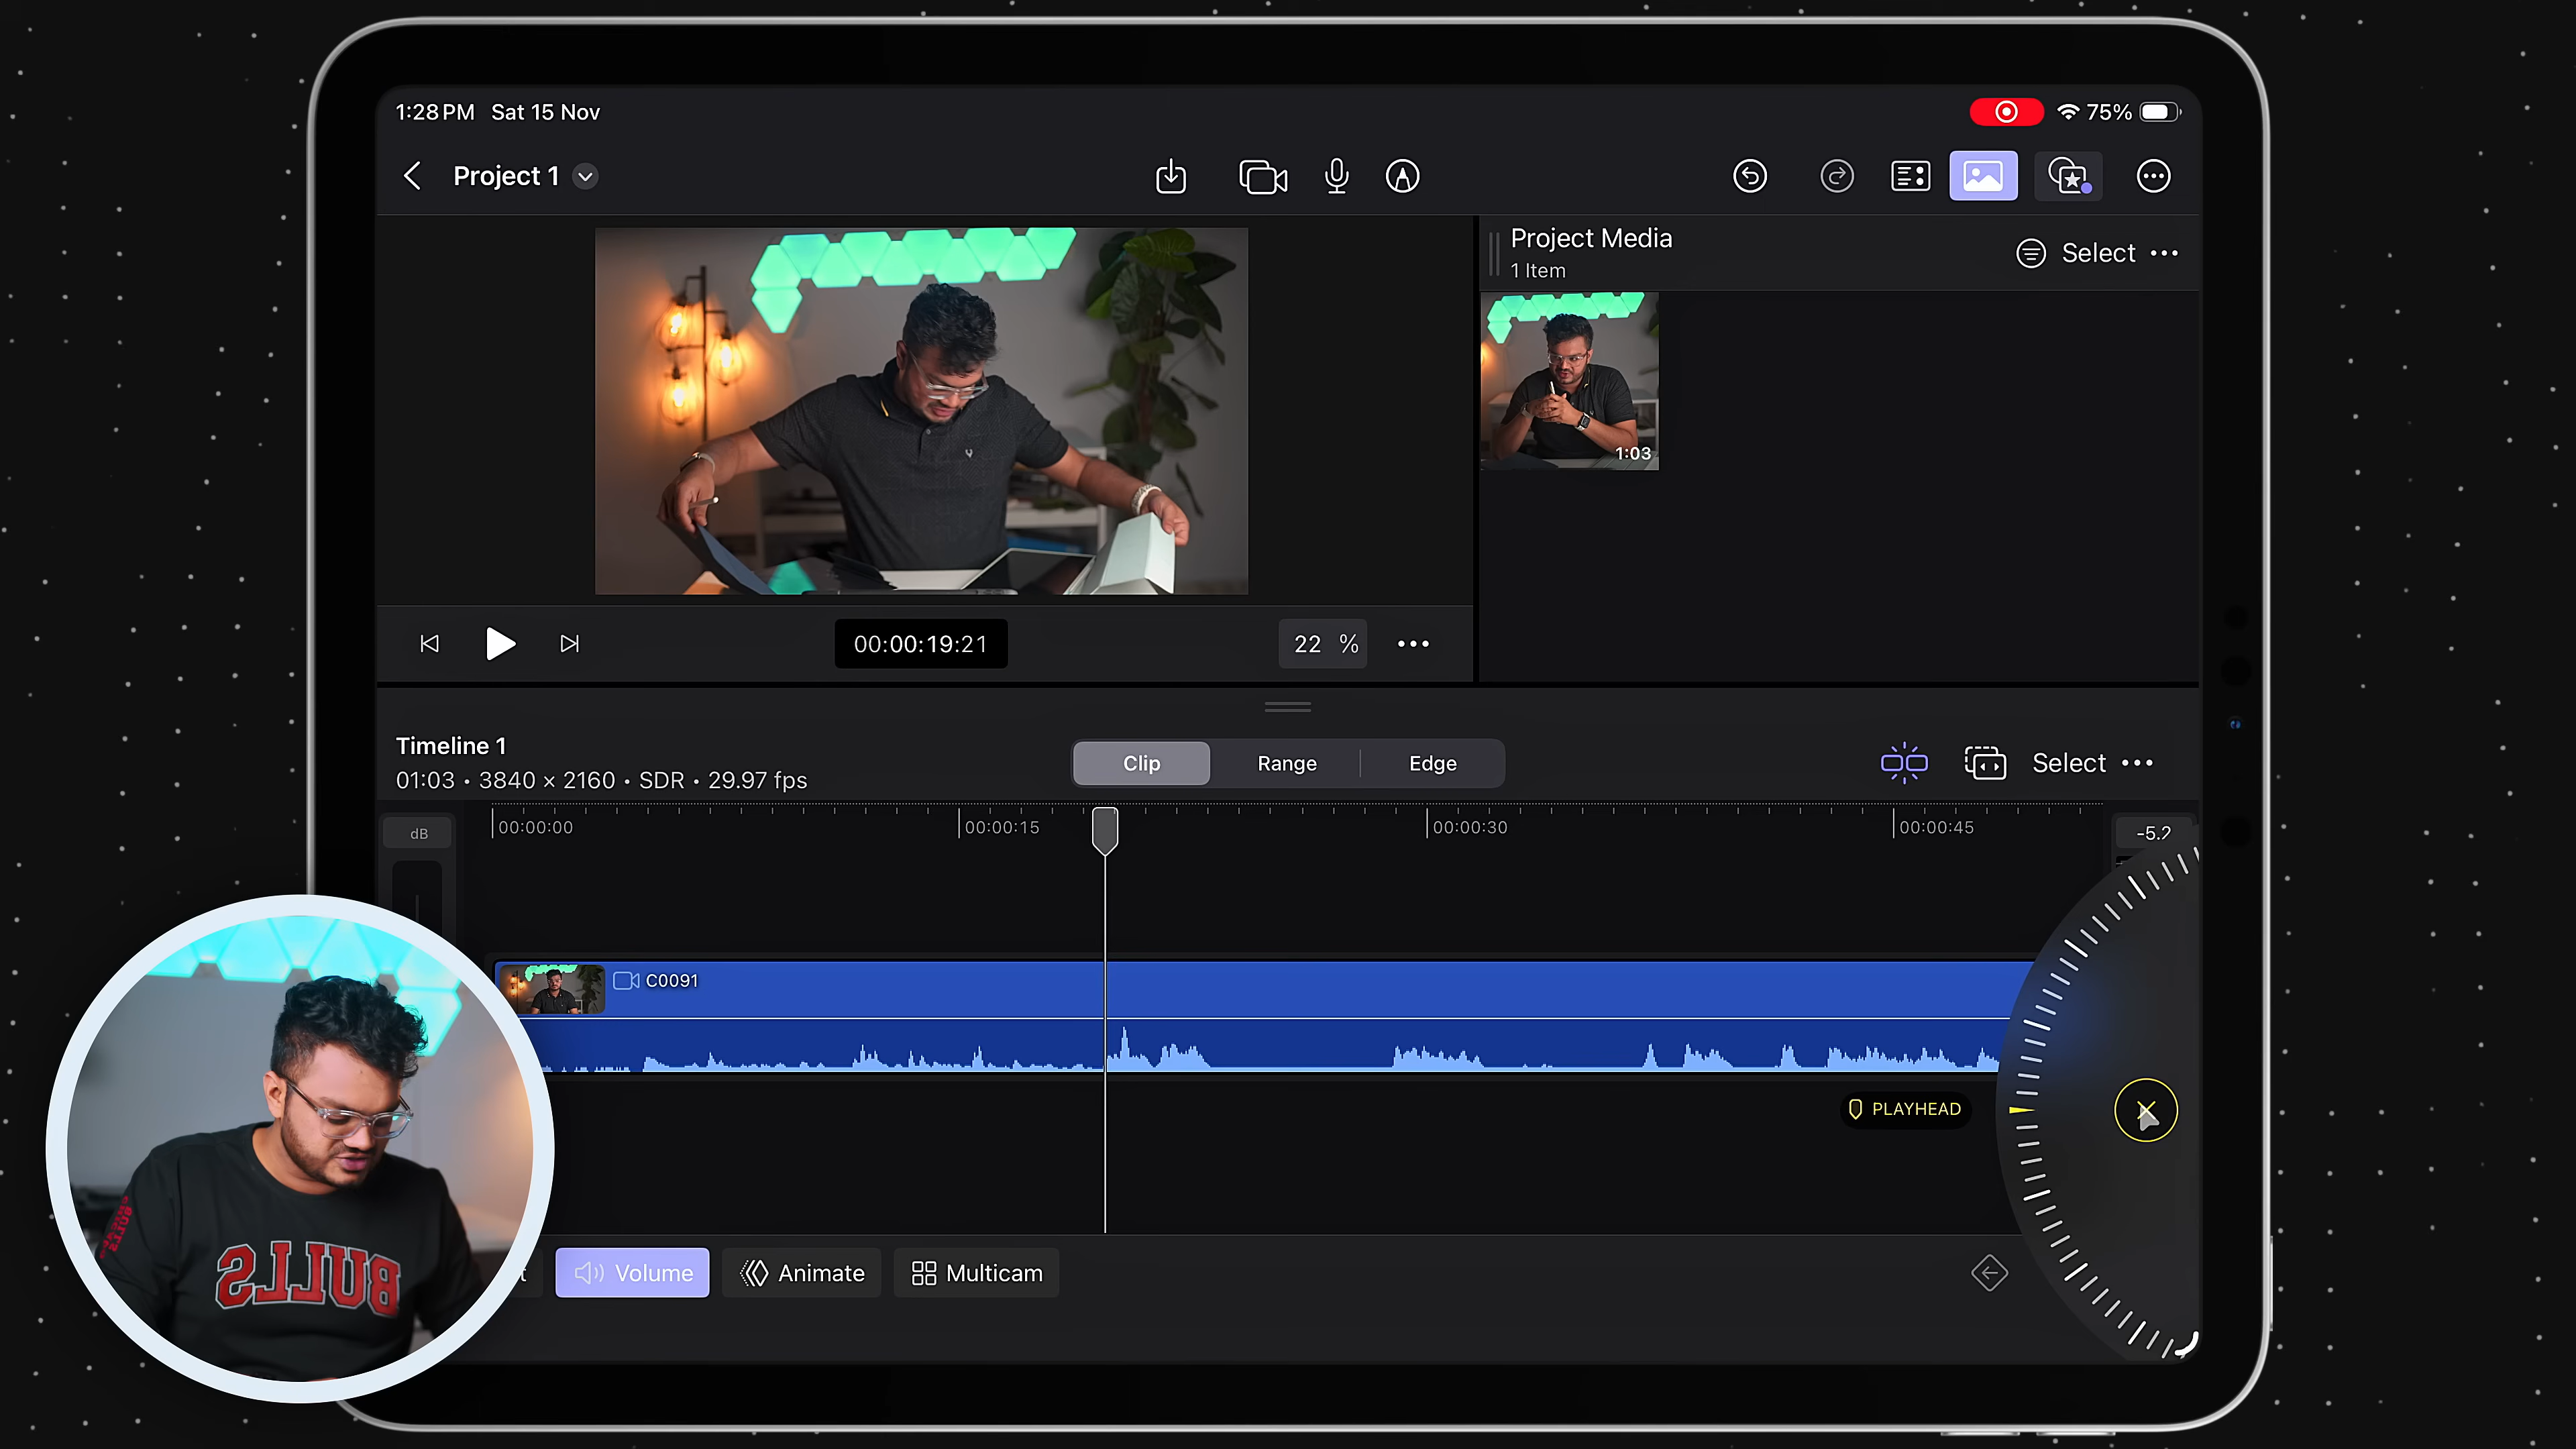 1:28 PM Sat 15 Nov
75%
Project 1
Project Media
1 Item
Select
1:03
00:00:19:21
22 %
Timeline 1
01:03 • 3840 × 2160 • SDR • 29.97 fps
Clip
Range
Edge
Select
dB
00:00:00
00:00:15
00:00:30
00:00:45
-5.2
C0091
PLAYHEAD
BULLS
Volume
Animate
Multicam